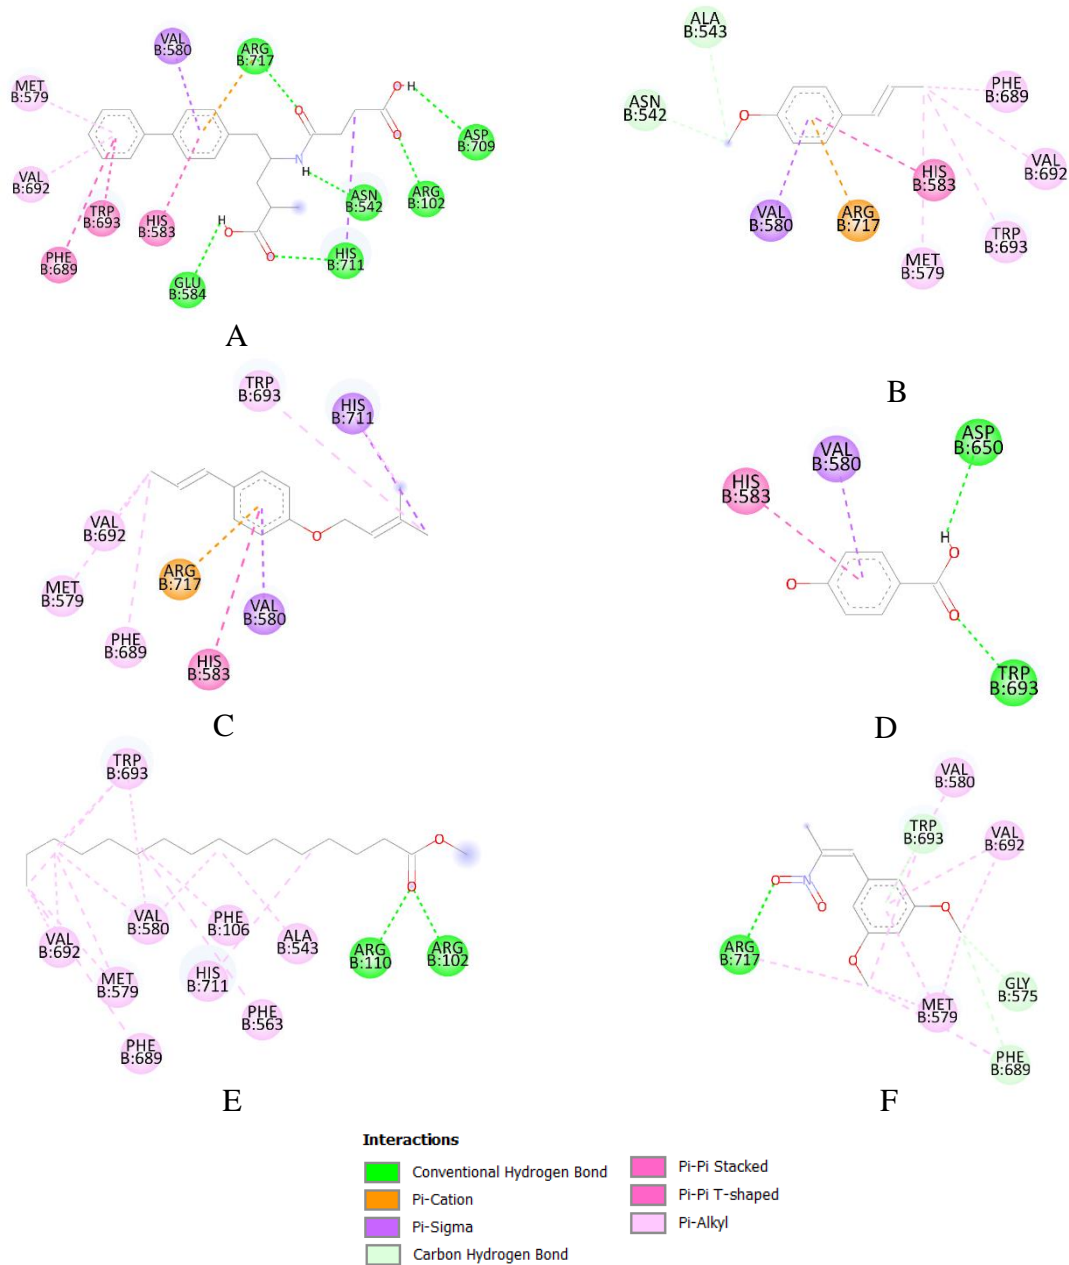 VAL
B:580
ARG
B:717
MET
B:579
O
H
O
O
ASP
B:709
N
H
VAL
B:692
TRP
B:693
HIS
B:583
ASN
B:542
ARG
B:102
H
O
O
PHE
B:689
HIS
B:711
GLU
B:584
A
ALA
B:543
ASN
B:542
O
PHE
B:689
VAL
B:692
HIS
B:583
VAL
B:580
ARG
B:717
TRP
B:693
MET
B:579
B
TRP
B:693
HIS
B:711
VAL
B:692
O
ARG
B:717
MET
B:579
VAL
B:580
PHE
B:689
HIS
B:583
C
ASP
B:650
VAL
B:580
HIS
B:583
H
O
O
O
TRP
B:693
D
TRP
B:693
O
O
VAL
B:580
PHE
B:106
ALA
B:543
VAL
B:692
ARG
B:110
ARG
B:102
MET
B:579
HIS
B:711
PHE
B:563
PHE
B:689
E
VAL
B:580
TRP
B:693
VAL
B:692
O
N
O
O
O
ARG
B:717
GLY
B:575
MET
B:579
PHE
B:689
F
Interactions
Conventional Hydrogen Bond
Pi-Cation
Pi-Sigma
Carbon Hydrogen Bond
Pi-Pi Stacked
Pi-Pi T-shaped
Pi-Alkyl